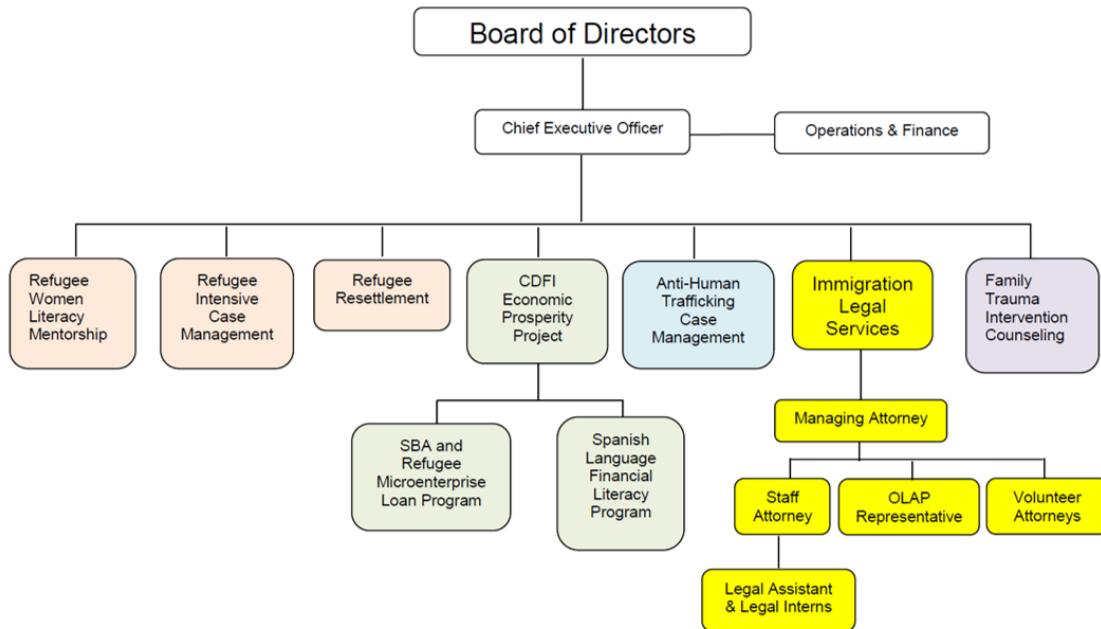 Board of Directors
Chief Executive Officer
Operations & Finance
Refugee
Women
Literacy
Mentorship
Refugee
Intensive
Case
Management
Refugee
Resettlement
CDFI
Economic
Prosperity
Project
Anti-Human
Trafficking
Case
Management
Immigration
Legal
Services
Family
Trauma
Intervention
Counseling
SBA and
Refugee
Microenterprise
Loan Program
Spanish
Language
Financial
Literacy
Program
Managing Attorney
Staff
Attorney
OLAP
Representative
Volunteer
Attorneys
Legal Assistant
& Legal Interns